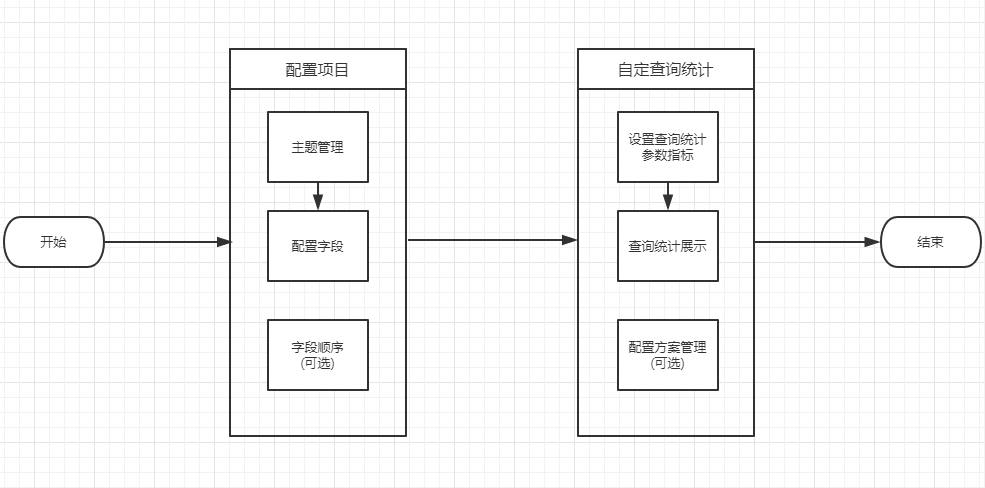 配置项目
自定查询统计
主题管理
设置查询统计
参数指标
开始
配置字段
查询统计展示
结束
字段顺序
(可选)
配置方案管理
(可选)